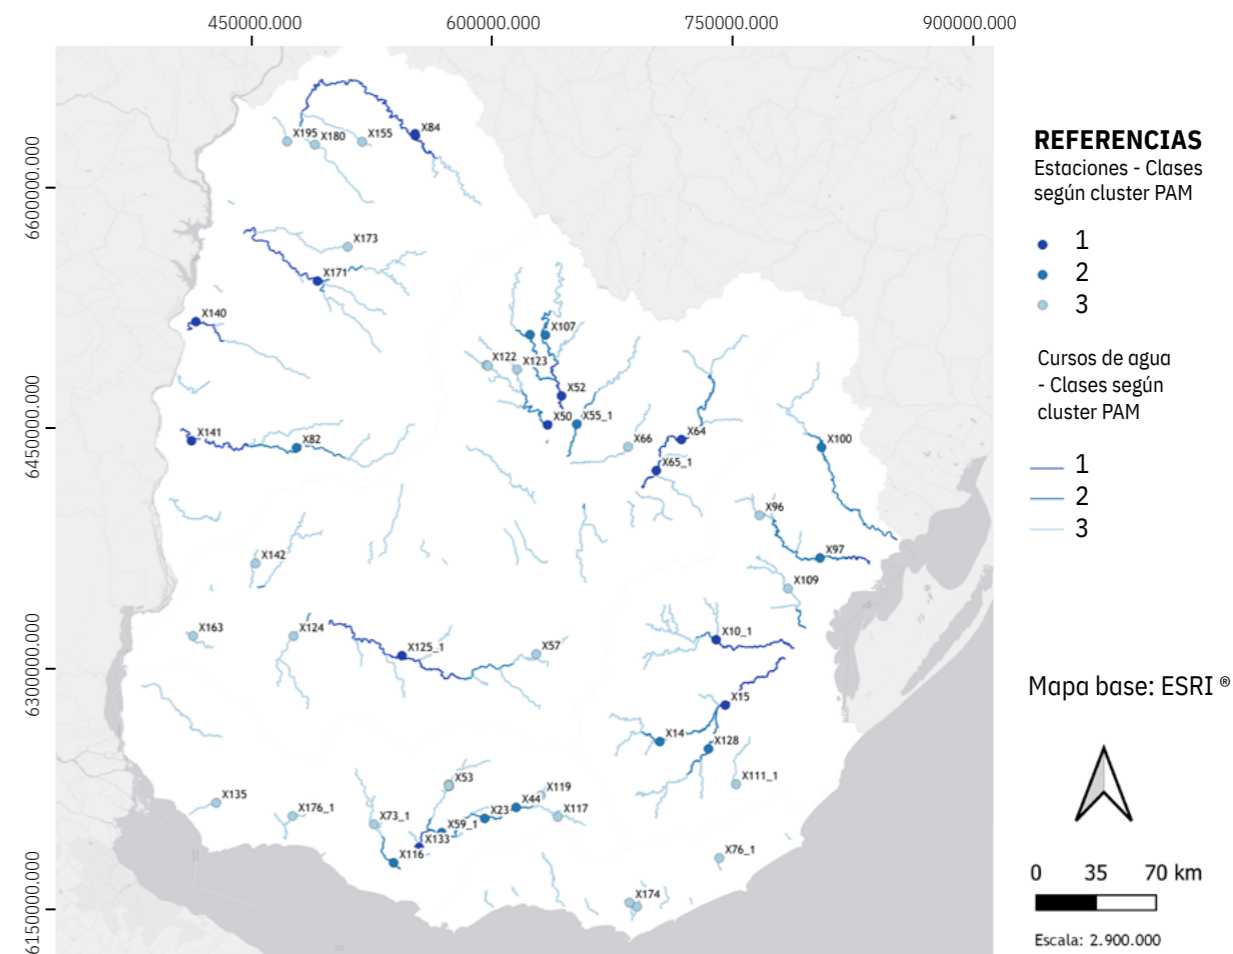 450000.000 600000.000 750000.000 900000.000
6600000.000
6450000.000
6300000.000
6150000.000
X84
X195 X180 X155
X173
X171
X140
X107
X122 X123
X52
X50 X55_1
X141 X82 X66 X64 X100
X65_1
X96
X142 X97
X109
X163 X124 X125_1 X57 X10_1
X15
X14 X128
X53 X111_1
X135 X176_1 X73_1 X23 X44 X119 X117
X59_1
X133
X116 X76_1
X174
REFERENCIAS
Estaciones - Clases
según cluster PAM
1
2
3
Cursos de agua
- Clases según
cluster PAM
1
2
3
Mapa base: ESRI ®
0 35 70 km
Escala: 2.900.000